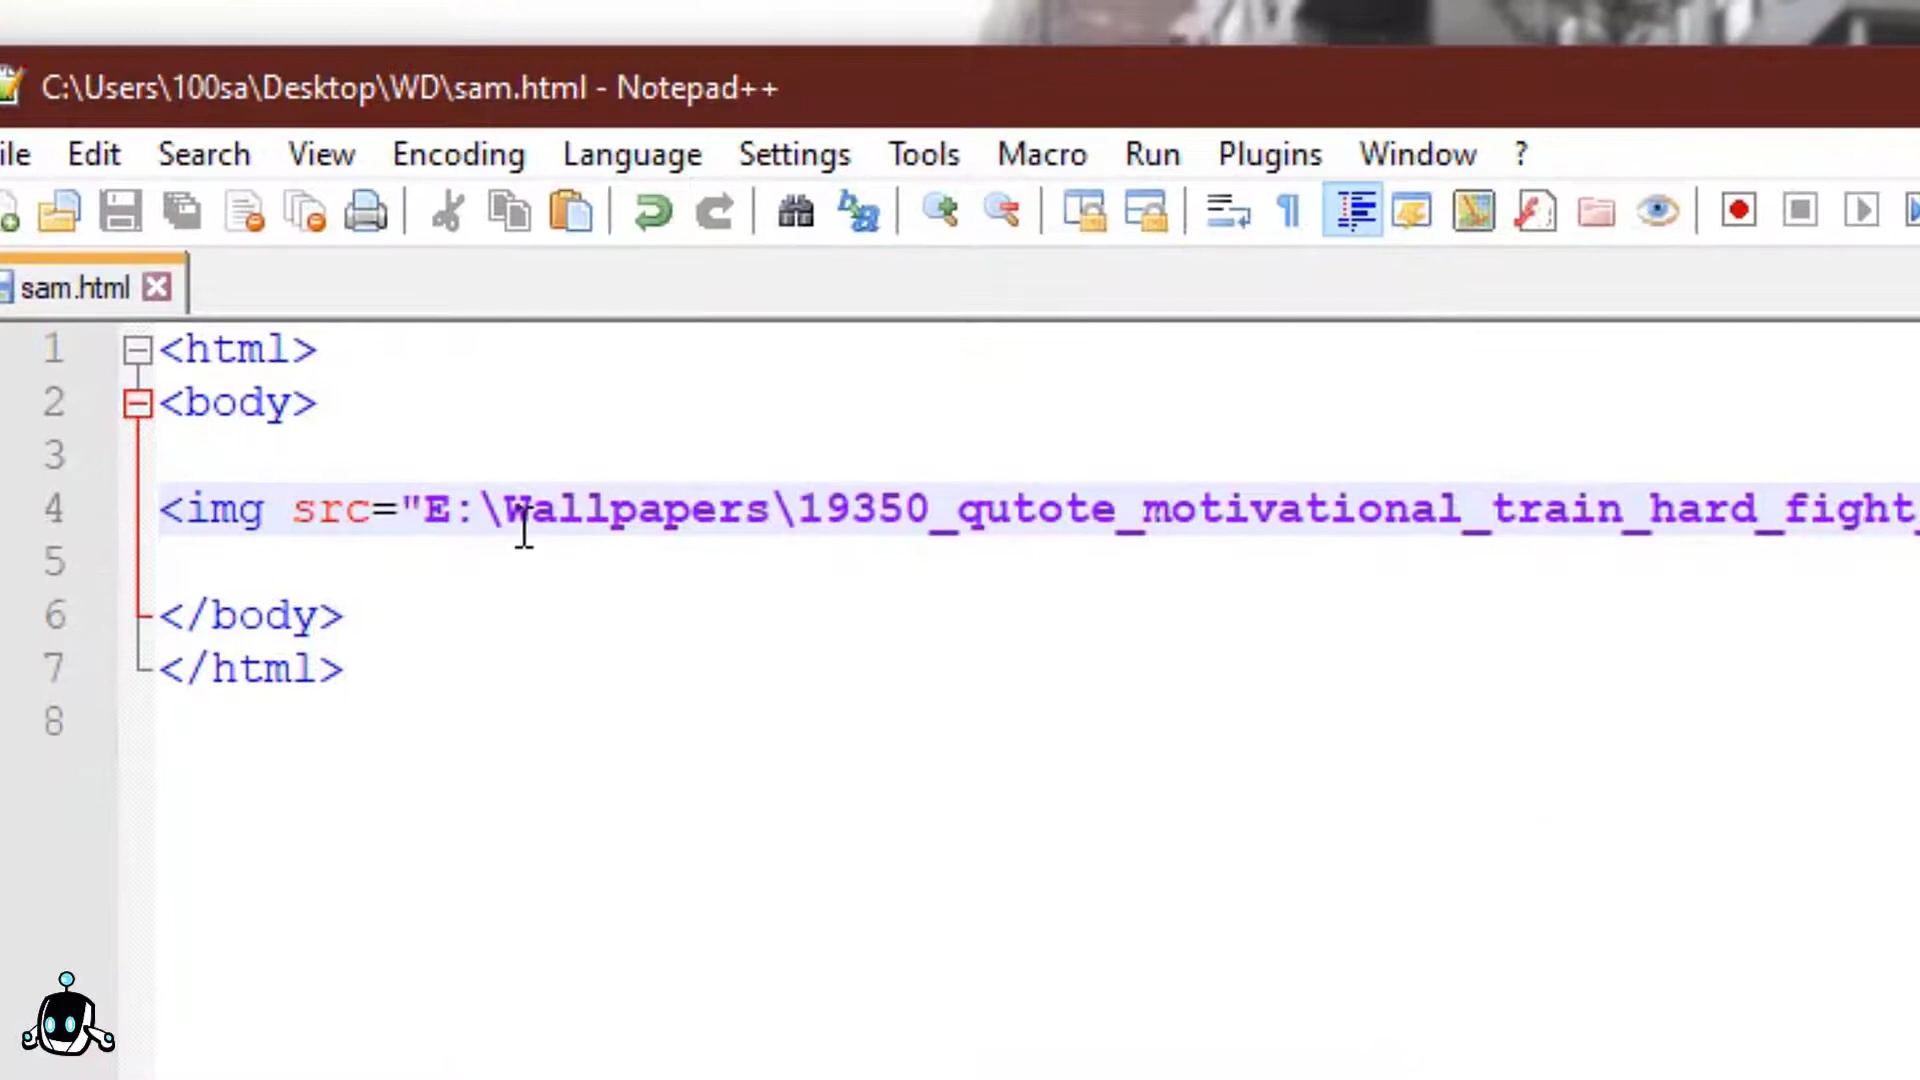 C:\Users\100sa\Desktop\WD\sam.html - Notepad++
ile Edit Search View Encoding Language Settings Tools Macro Run Plugins Window ?
sam.html
1 <html>
2 <body>
3
4 <img src="E:\Wallpapers\19350_qutote_motivational_train_hard_fight_
5
6 </body>
7 </html>
8